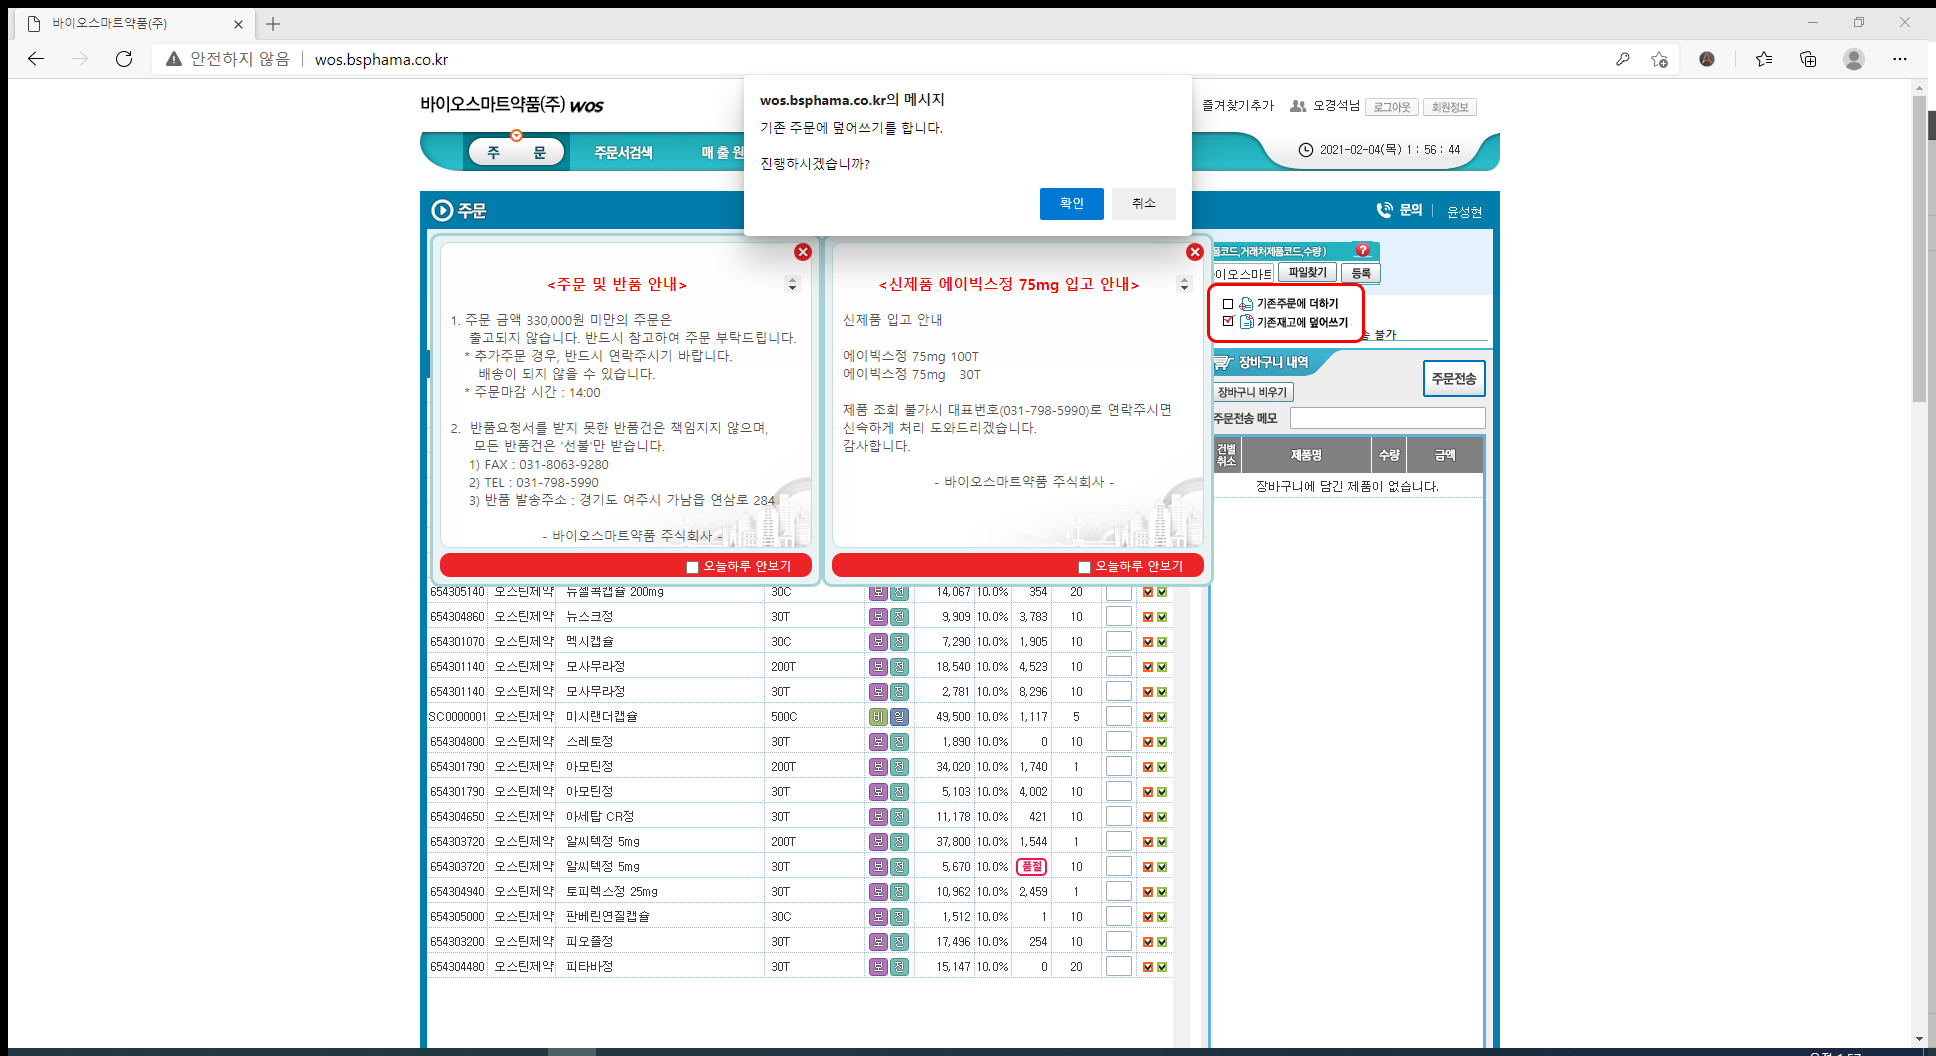 바이오스마트약품(주)
안전하지 않음 wos.bsphama.co.kr
wos.bsphama.co.kr의 메시지
기존 주문에 덮어쓰기를 합니다.
진행하시겠습니까?
확인 취소
바이오스마트약품(주) wos
즐겨찾기추가 오경석님 로그아웃 회원정보
주 문 주문서검색 매 출 원
2021-02-04(목) 1 : 56 : 44
주문 문의 윤성현
<주문 및 반품 안내>
1. 주문 금액 330,000원 미만의 주문은
출고되지 않습니다. 반드시 참고하여 주문 부탁드립니다.
* 추가주문 경우, 반드시 연락주시기 바랍니다.
배송이 되지 않을 수 있습니다.
* 주문마감 시간 : 14:00
2. 반품요청서를 받지 못한 반품건은 책임지지 않으며,
모든 반품건은 '선불'만 받습니다.
1) FAX : 031-8063-9280
2) TEL : 031-798-5990
3) 반품 발송주소 : 경기도 여주시 가남읍 연삼로 284
- 바이오스마트약품 주식회사 -
오늘하루 안보기
<신제품 에이빅스정 75mg 입고 안내>
신제품 입고 안내
에이빅스정 75mg 100T
에이빅스정 75mg 30T
제품 조회 불가시 대표번호(031-798-5990)로 연락주시면
신속하게 처리 도와드리겠습니다.
감사합니다.
- 바이오스마트약품 주식회사 -
오늘하루 안보기
품코드,거래처제품코드,수량 ) ?
바이오스마트 파일찾기 등록
기존주문에 더하기
기존재고에 덮어쓰기
불가
장바구니 내역
장바구니 비우기
주문전송
주문전송 메모
건별취소 제품명 수량 금액
장바구니에 담긴 제품이 없습니다.
654305140 오스틴제약 뉴셀콕캡슐 200mg 30C 보 전 14,067 10.0% 354 20
654304860 오스틴제약 뉴스크정 30T 보 전 9,909 10.0% 3,783 10
654301070 오스틴제약 멕시캡슐 30C 보 전 7,290 10.0% 1,905 10
654301140 오스틴제약 모사무라정 200T 보 전 18,540 10.0% 4,523 10
654301140 오스틴제약 모사무라정 30T 보 전 2,781 10.0% 8,296 10
SC0000001 오스틴제약 미시랜더캡슐 500C 비 일 49,500 10.0% 1,117 5
654304800 오스틴제약 스레토정 30T 보 전 1,890 10.0% 0 10
654301790 오스틴제약 아모틴정 200T 보 전 34,020 10.0% 1,740 1
654301790 오스틴제약 아모틴정 30T 보 전 5,103 10.0% 4,002 10
654304650 오스틴제약 아세탑 CR정 30T 보 전 11,178 10.0% 421 10
654303720 오스틴제약 알씨텍정 5mg 200T 보 전 37,800 10.0% 1,544 1
654303720 오스틴제약 알씨텍정 5mg 30T 보 전 5,670 10.0% 품절 10
654304940 오스틴제약 토피렉스정 25mg 30T 보 전 10,962 10.0% 2,459 1
654305000 오스틴제약 판베린연질캡슐 30C 보 전 1,512 10.0% 1 10
654303200 오스틴제약 피오졸정 30T 보 전 17,496 10.0% 254 10
654304480 오스틴제약 피타바정 30T 보 전 15,147 10.0% 0 20